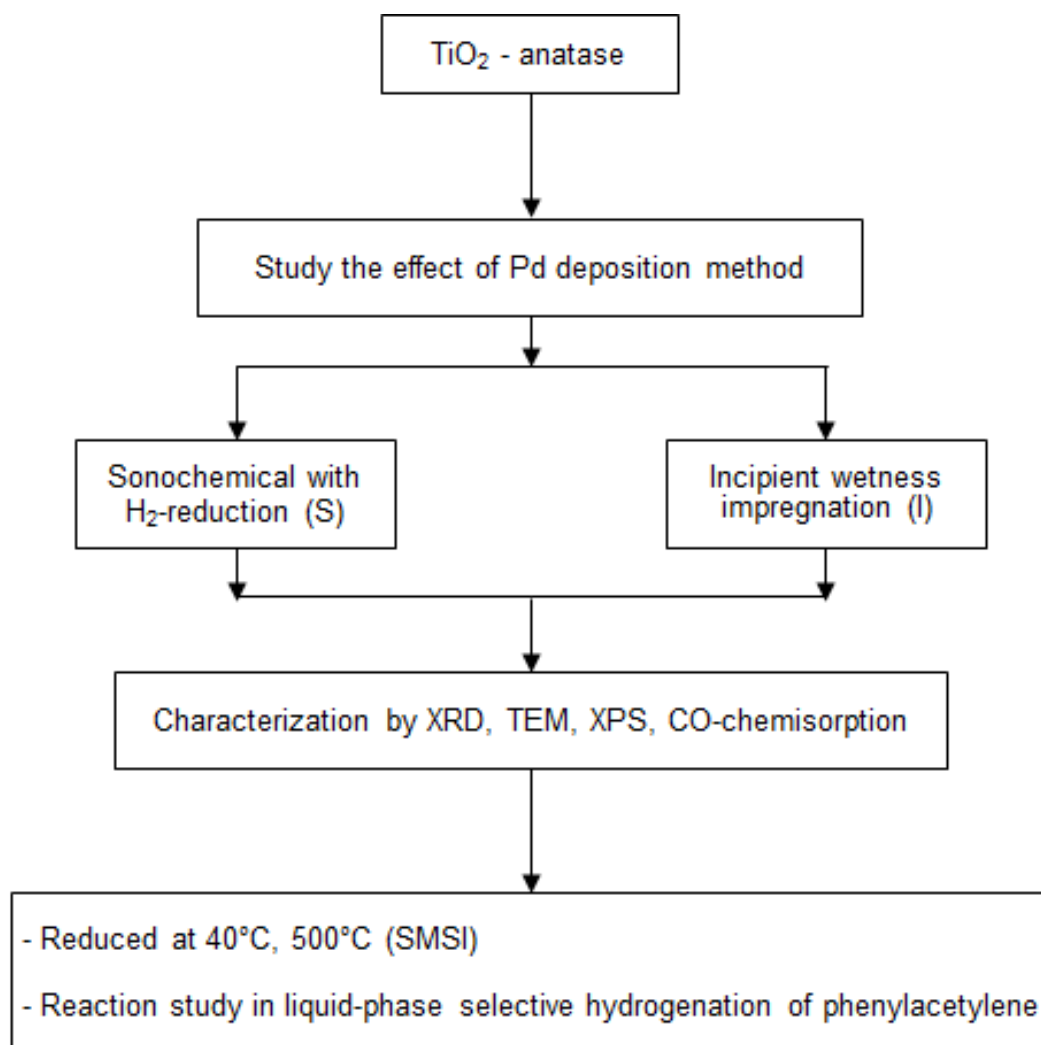 TiO₂ - anatase
Study the effect of Pd deposition method
Sonochemical with
H₂-reduction (S)
Incipient wetness
impregnation (I)
Characterization by XRD, TEM, XPS, CO-chemisorption
- Reduced at 40°C, 500°C (SMSI)
- Reaction study in liquid-phase selective hydrogenation of phenylacetylene